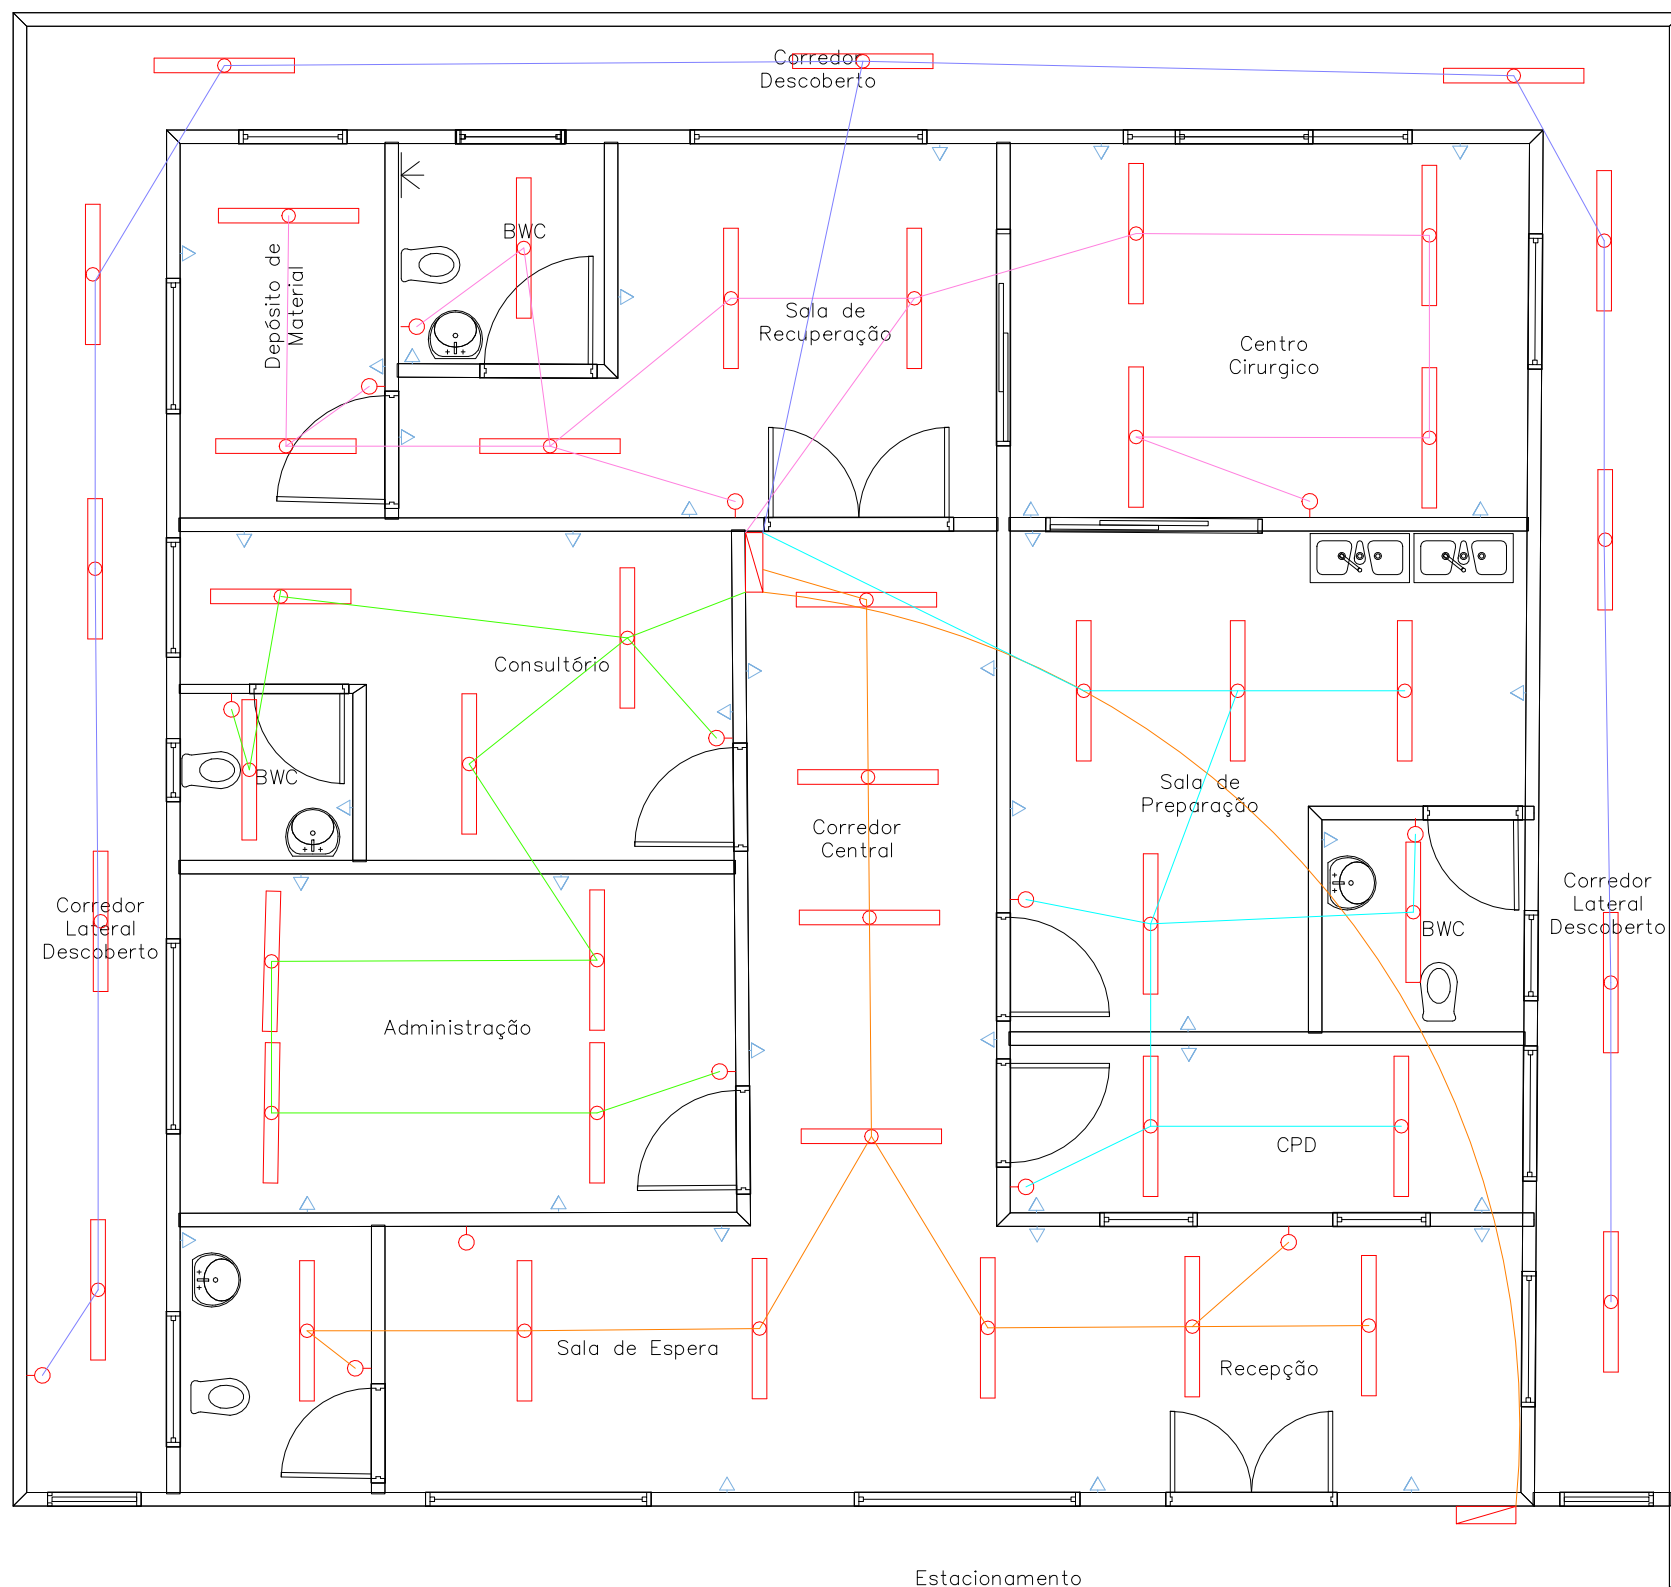 Corredor
Descoberto
BWC
Depósito de
Material
Sala de
Recuperação
Centro
Cirurgico
Consultório
BWC
Sala de
Preparação
Corredor
Central
Corredor
Lateral
Descoberto
Corredor
Lateral
Descoberto
BWC
Administração
CPD
Sala de Espera
Recepção
Estacionamento